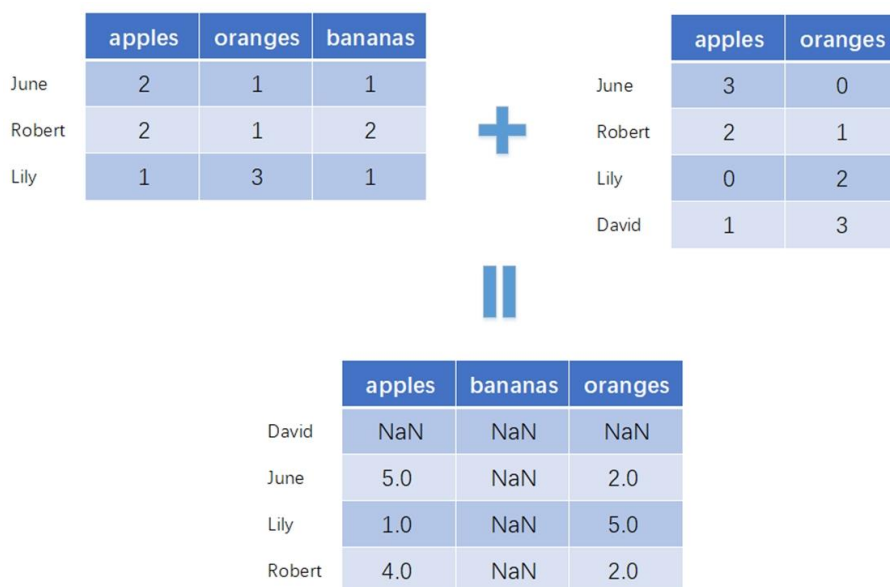 apples oranges bananas
June 2 1 1
Robert 2 1 2
Lily 1 3 1
apples oranges
June 3 0
Robert 2 1
Lily 0 2
David 1 3
apples bananas oranges
David NaN NaN NaN
June 5.0 NaN 2.0
Lily 1.0 NaN 5.0
Robert 4.0 NaN 2.0